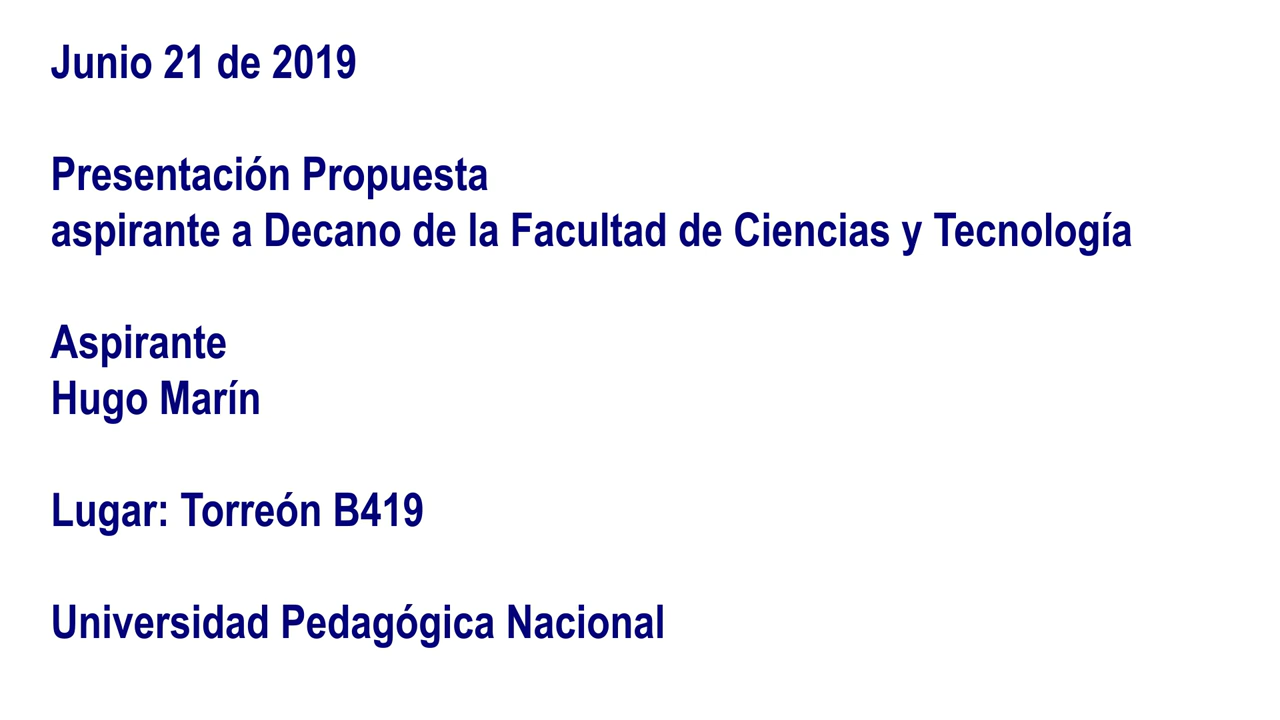 Junio 21 de 2019
Presentación Propuesta
aspirante a Decano de la Facultad de Ciencias y Tecnología
Aspirante
Hugo Marín
Lugar: Torreón B419
Universidad Pedagógica Nacional